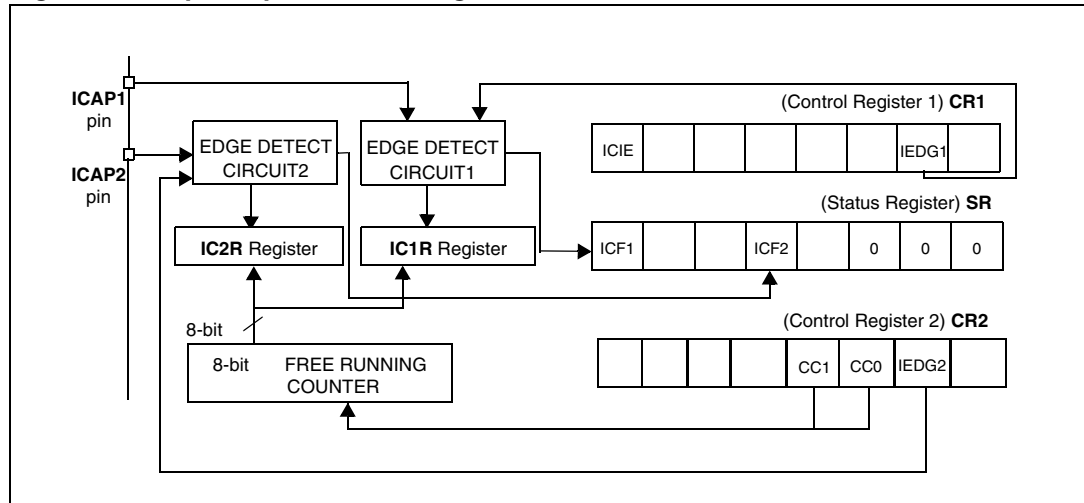 ICAP1
pin
ICAP2
pin
EDGE DETECT
CIRCUIT2
EDGE DETECT
CIRCUIT1
IC2R Register
IC1R Register
8-bit
8-bit FREE RUNNING
COUNTER
(Control Register 1) CR1
ICIE IEDG1
(Status Register) SR
ICF1 ICF2 0 0 0
(Control Register 2) CR2
CC1 CC0 IEDG2